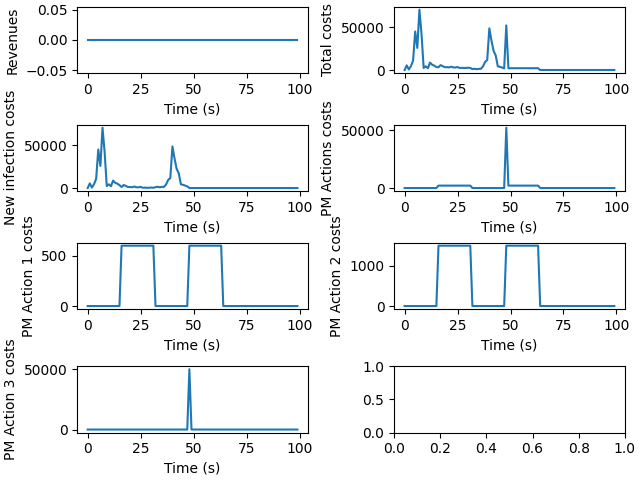 Revenues
0.05
0.00
−0.05
0 25 50 75 100
Time (s)
Total costs
50000
0
0 25 50 75 100
Time (s)
New infection costs
50000
0
0 25 50 75 100
Time (s)
PM Actions costs
50000
0
0 25 50 75 100
Time (s)
PM Action 1 costs
500
0
0 25 50 75 100
Time (s)
PM Action 2 costs
1000
0
0 25 50 75 100
Time (s)
PM Action 3 costs
50000
0
0 25 50 75 100
Time (s)
1.0
0.5
0.0
0.0 0.2 0.4 0.6 0.8 1.0